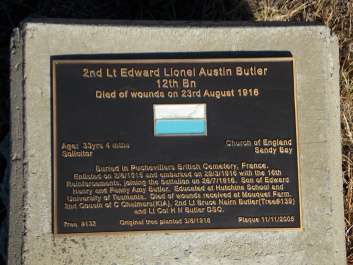 2nd Lt Edward Lionel Austin Butler
12th Bn
Died of wounds on 23rd August 1916
Age: 33yrs 4 mths
Church of England
Solicitor
Sandy Bay
Buried in Puchevillers British Cemetery, France.
Enlisted on 2/8/1915 and embarked on 29/3/1916 with the 16th
Reinforcements, joining the battalion on 26/7/1916. Son of Edward
Henry and Fanny Amy Butler. Educated at Hutchins School and
University of Tasmania. Died of wounds received at Mouquet Farm.
2nd Cousin of C Chalmers(KIA), 2nd Lt Bruce Nairn Butler(Tree#139)
and Lt Col H N Butler DSO.
Tree #132
Original tree planted 3/8/1918
Plaque 11/11/2005